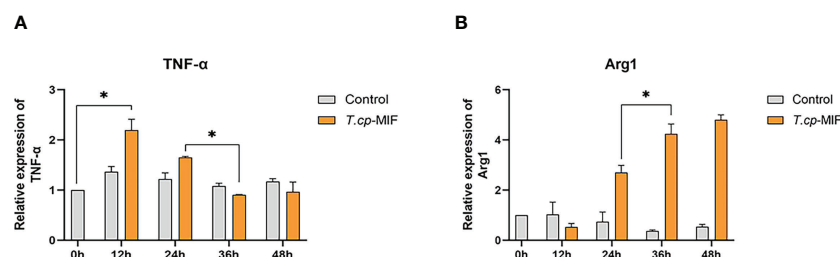 A
TNF-α
Relative expression of
TNF-α
3
2
1
0
*
*
0h
12h
24h
36h
48h
Control
T.cp-MIF
B
Arg1
Relative expression of
Arg1
6
4
2
0
*
0h
12h
24h
36h
48h
Control
T.cp-MIF